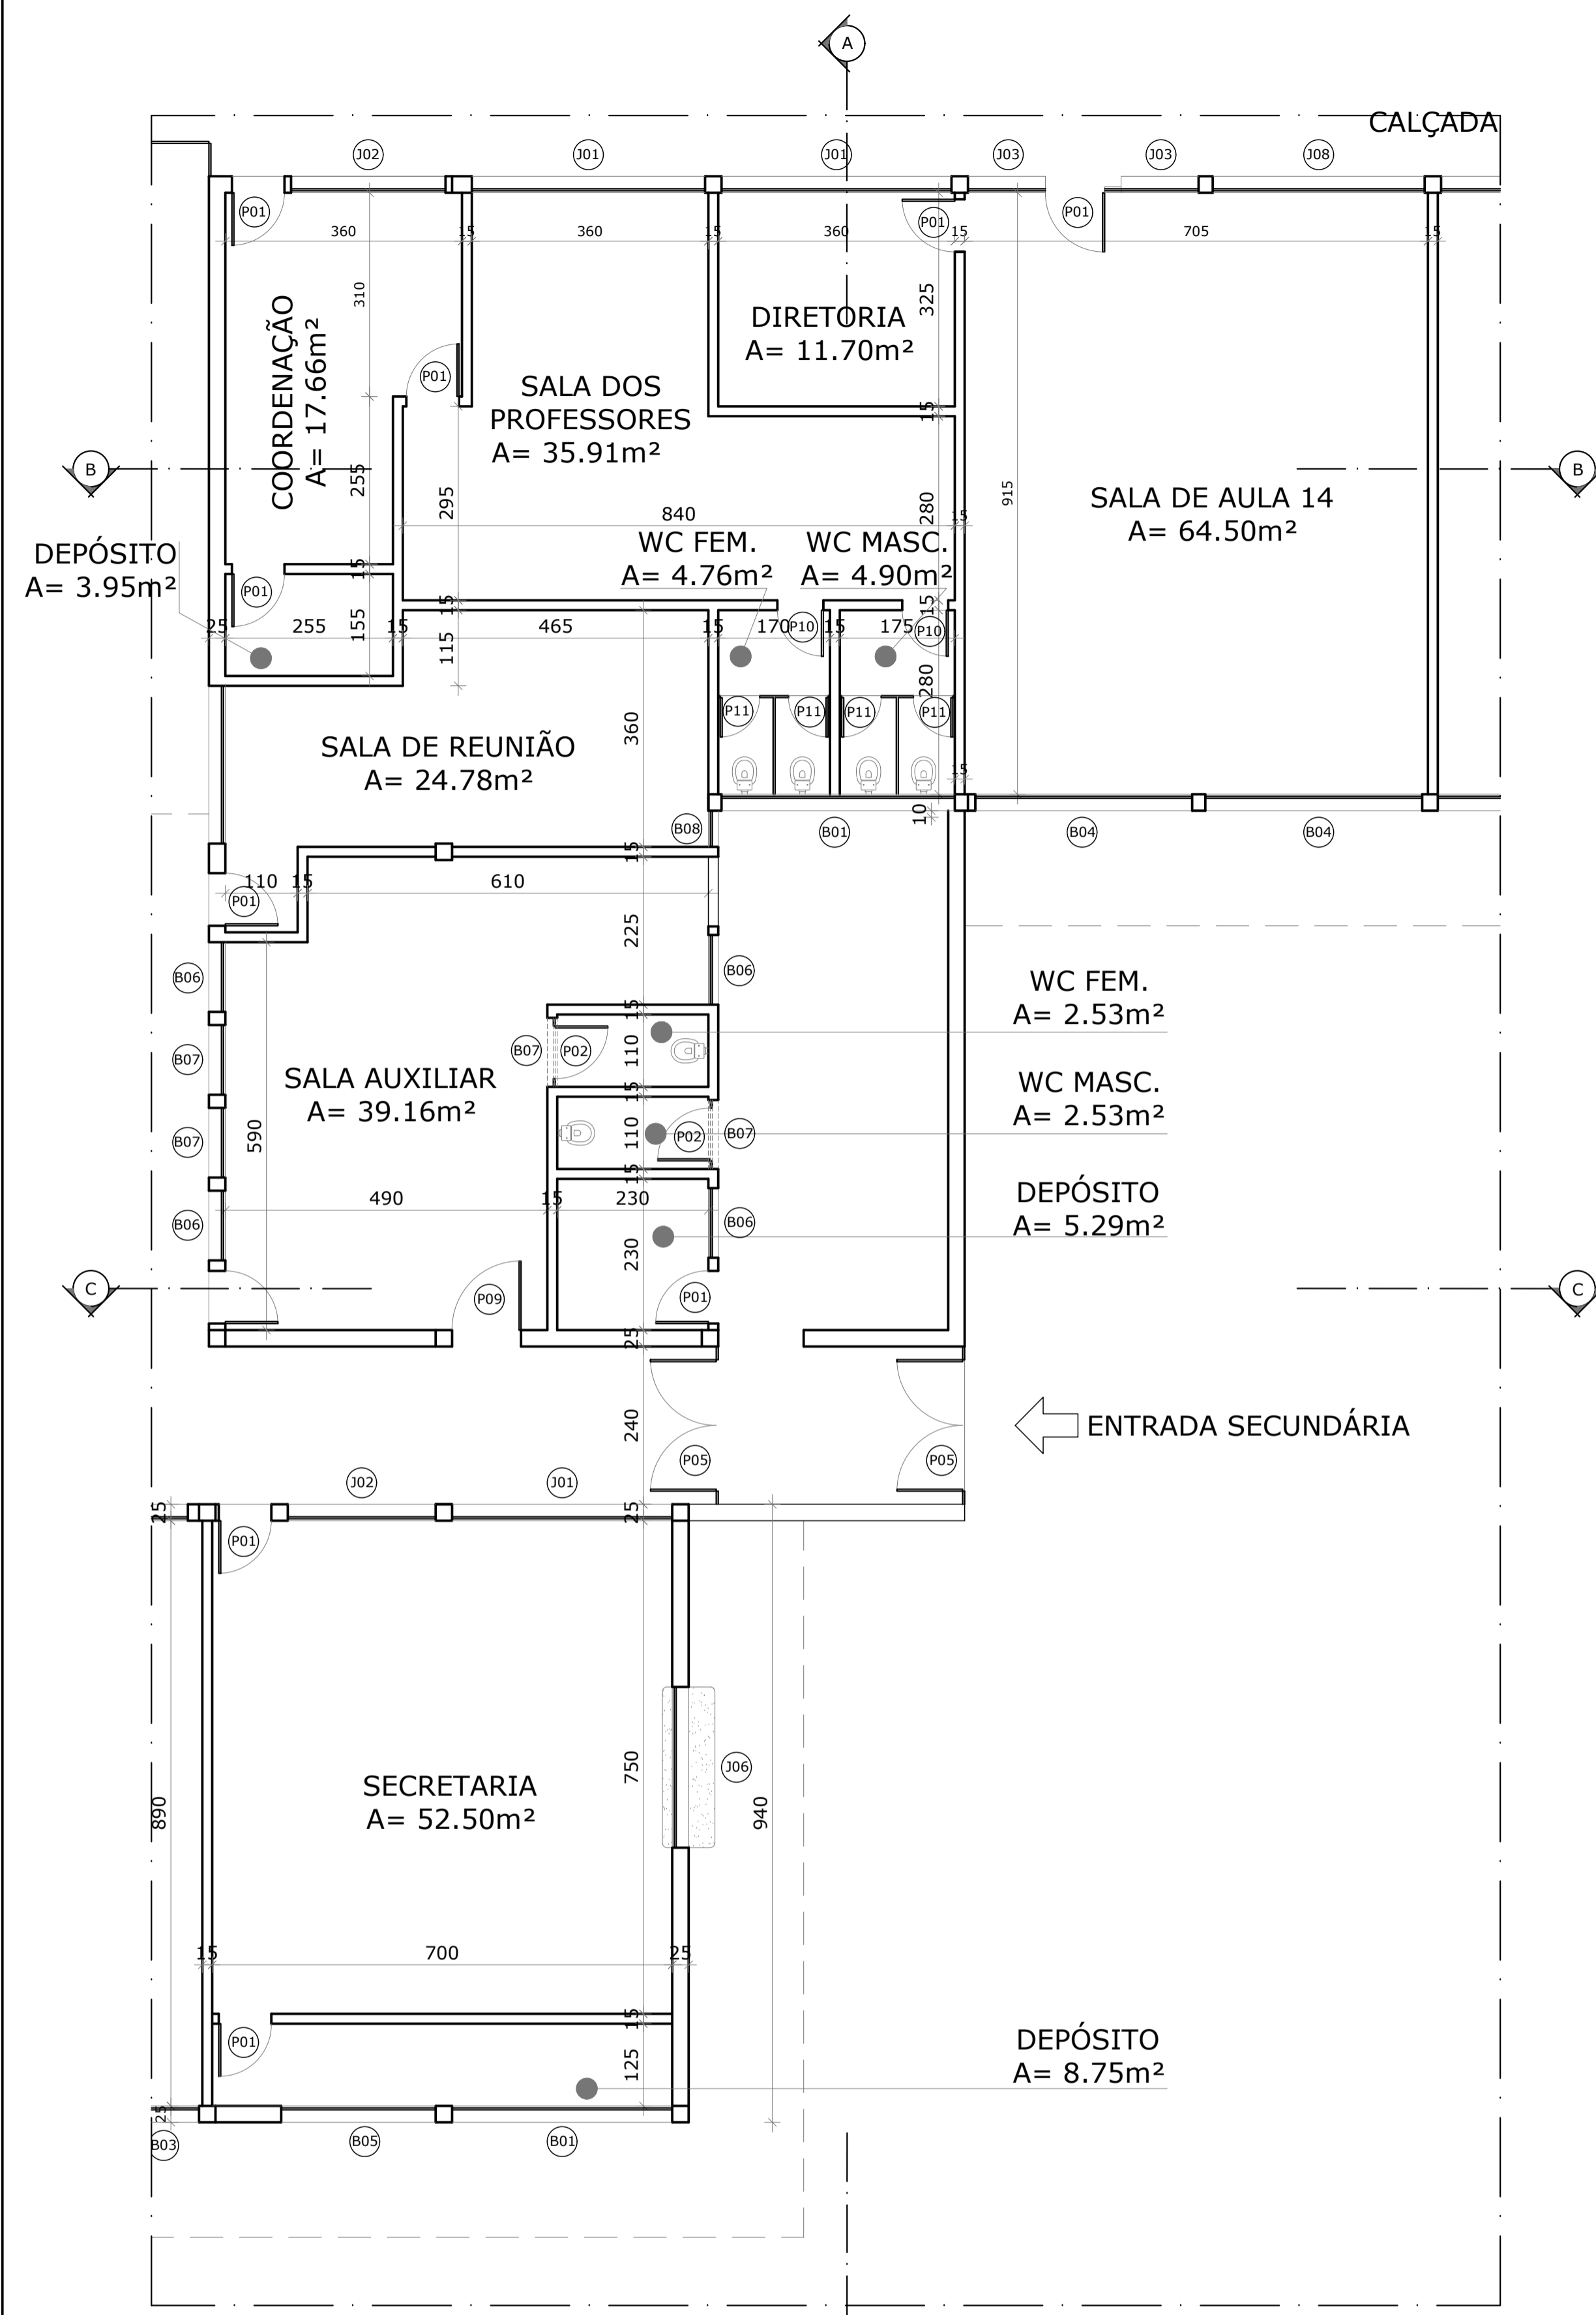 A
CALÇADA
J02
J01
J01
J03
J03
J08
P01
P01
P01
360
15
360
15
360
15
705
15
310
325
COORDENAÇÃO
A= 17.66m²
DIRETORIA
A= 11.70m²
P01
SALA DOS
PROFESSORES
A= 35.91m²
15
B
B
255
295
280
915
SALA DE AULA 14
A= 64.50m²
840
15
DEPÓSITO
A= 3.95m²
WC FEM.
A= 4.76m²
WC MASC.
A= 4.90m²
15
P01
15
15
25
255
155
15
115
465
15
170
P10
15
175
P10
280
P11
P11
P11
P11
360
SALA DE REUNIÃO
A= 24.78m²
15
10
B08
B01
B04
B04
15
110
15
610
P01
225
B06
B06
WC FEM.
A= 2.53m²
15
B07
B07
P02
110
SALA AUXILIAR
A= 39.16m²
WC MASC.
A= 2.53m²
15
590
B07
110
P02
B07
15
490
15
230
DEPÓSITO
A= 5.29m²
B06
B06
230
C
C
P09
P01
25
240
ENTRADA SECUNDÁRIA
P05
P05
J02
J01
25
25
P01
750
J06
SECRETARIA
A= 52.50m²
890
940
15
700
25
15
P01
125
DEPÓSITO
A= 8.75m²
25
B03
B05
B01